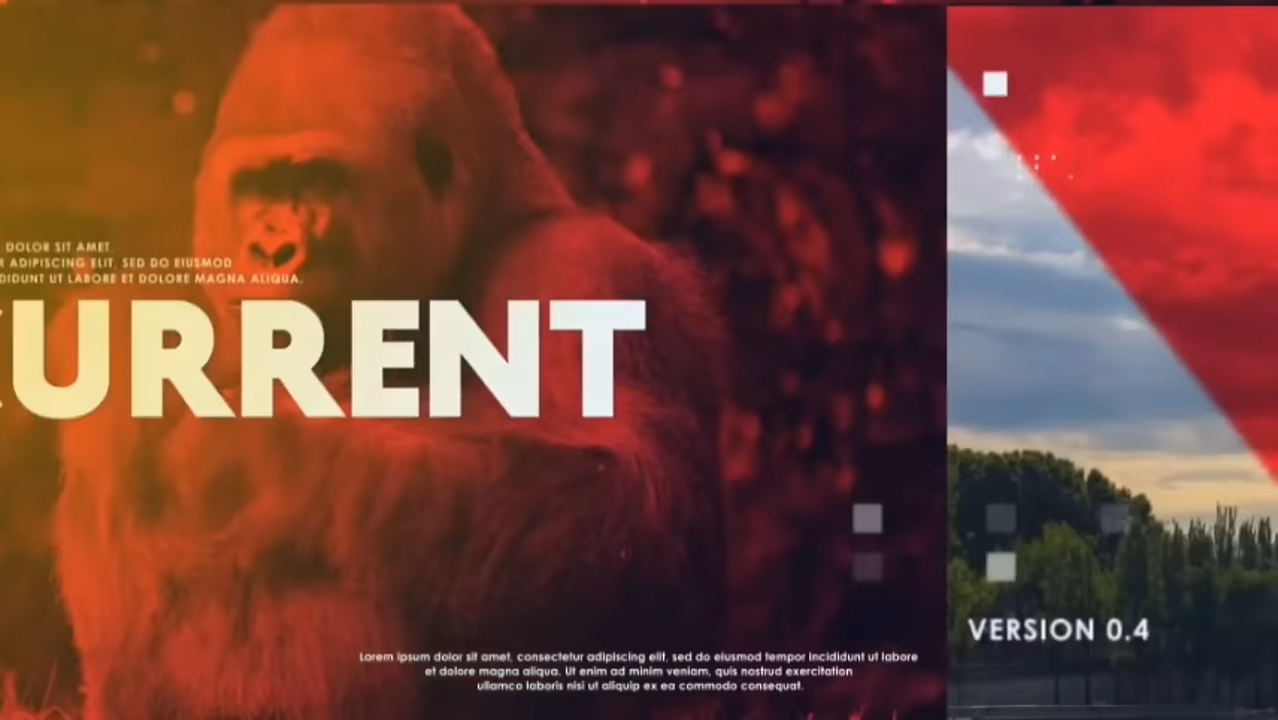 DOLOR SIT AMET.
R ADIPISCING ELIT, SED DO EIUSMOD
DIDUNT UT LABORE ET DOLORE MAGNA ALIQUA.
CURRENT
Lorem ipsum dolor sit amet, consectetur adipiscing elit, sed do eiusmod tempor incididunt ut labore
et dolore magna aliqua. Ut enim ad minim veniam, quis nostrud exercitation
ullamco laboris nisi ut aliquip ex ea commodo consequat.
VERSION 0.4